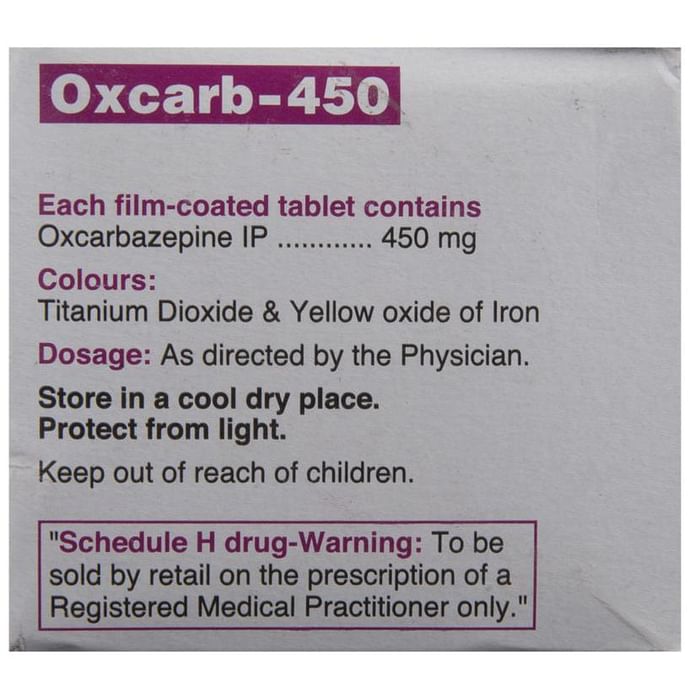 Oxcarb-450
Each film-coated tablet contains
Oxcarbazepine IP ............ 450 mg
Colours:
Titanium Dioxide & Yellow oxide of Iron
Dosage: As directed by the Physician.
Store in a cool dry place.
Protect from light.
Keep out of reach of children.
"Schedule H drug-Warning: To be
sold by retail on the prescription of a
Registered Medical Practitioner only."